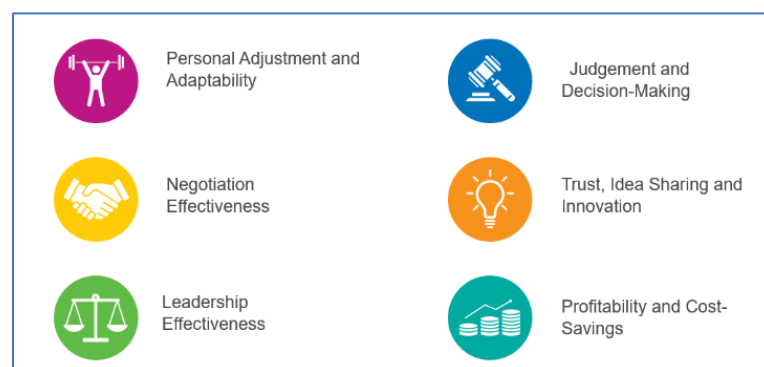 Personal Adjustment and
Adaptability
Judgement and
Decision-Making
Negotiation
Effectiveness
Trust, Idea Sharing and
Innovation
Leadership
Effectiveness
Profitability and Cost-
Savings